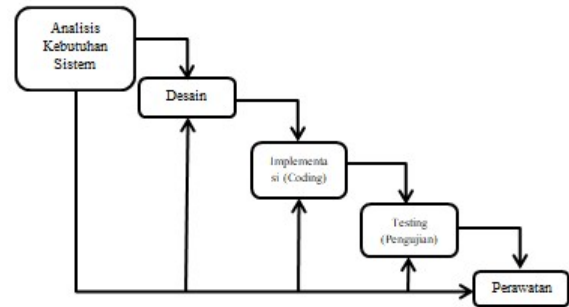 Analisis
Kebutuhan
Sistem
Desain
Implementa
si (Coding)
Testing
(Pengujian)
Perawatan